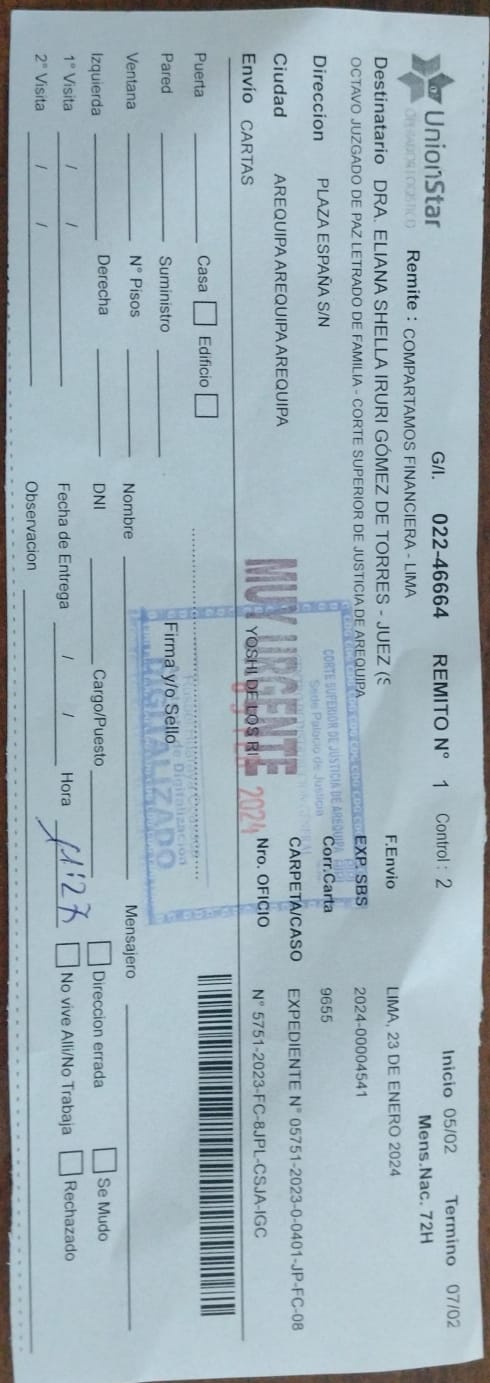 UnionStar
OPERADOR LOGISTICO
G/I. 022-46664 REMITO N° 1 Control : 2
Inicio 05/02 Termino 07/02
Mens.Nac. 72H
Remite : COMPARTAMOS FINANCIERA - LIMA
Destinatario DRA. ELIANA SHELLA IRURI GÓMEZ DE TORRES - JUEZ (S
OCTAVO JUZGADO DE PAZ LETRADO DE FAMILIA - CORTE SUPERIOR DE JUSTICIA DE AREQUIPA
Direccion PLAZA ESPAÑA S/N
Ciudad AREQUIPA AREQUIPA AREQUIPA
Envío CARTAS
F.Envio LIMA, 23 DE ENERO 2024
EXP. SBS 2024-00004541
Corr.Carta 9655
CARPETA/CASO EXPEDIENTE N° 05751-2023-0-0401-JP-FC-08
Nro. OFICIO N° 5751-2023-FC-8JPL-CSJA-IGC
CORTE SUPERIOR DE JUSTICIA DE AREQUIPA
Sede Palacio de Justicia
MUY URGENTE
YOSHI DE LOS RI
2024
Digitalización
Puerta
Casa
Edificio
Pared
Suministro
Firma y/o Sello
Ventana
N° Pisos
Nombre
Mensajero
Izquierda
Derecha
DNI
Cargo/Puesto
Direccion errada
Se Mudo
1° Visita / /
Fecha de Entrega / /
Hora 11:27
No vive Alli/No Trabaja
Rechazado
2° Visita / /
Observacion